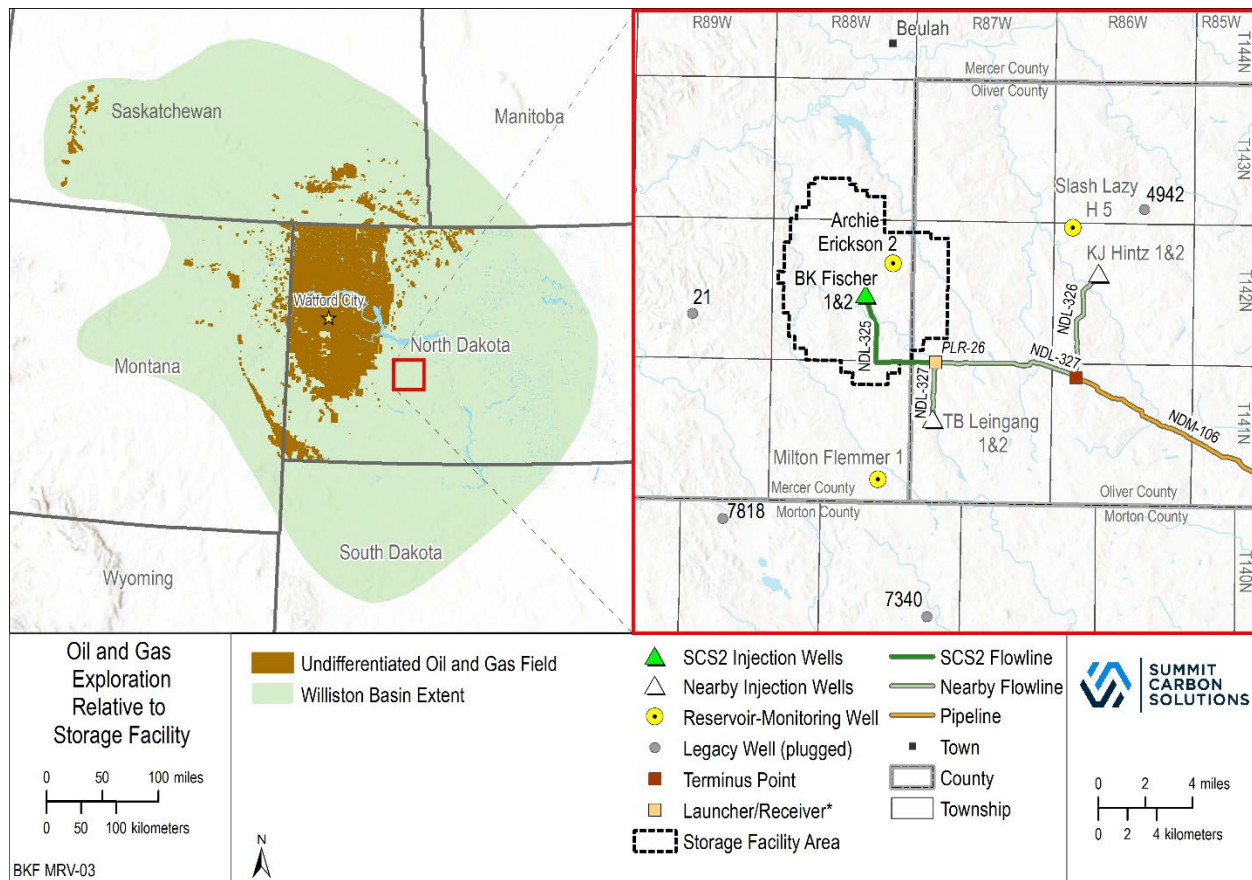 Saskatchewan
Manitoba
Watford City
North Dakota
Montana
South Dakota
Wyoming
R89W
R88W
R87W
R86W
R85W
Beulah
T144N
Mercer County
Oliver County
T143N
Slash Lazy
H 5
4942
Archie
Erickson 2
KJ Hintz 1&2
BK Fischer
1&2
21
T142N
NDL-326
NDL-325
PLR-26
NDL-327
NDL-327
NDM-106
TB Leingang
1&2
T141N
Milton Flemmer 1
Mercer County
Morton County
Oliver County
Morton County
7818
7340
T140N
Oil and Gas
Exploration
Relative to
Storage Facility
0 50 100 miles
0 50 100 kilometers
BKF MRV-03
Undifferentiated Oil and Gas Field
Williston Basin Extent
N
SCS2 Injection Wells
Nearby Injection Wells
Reservoir-Monitoring Well
Legacy Well (plugged)
Terminus Point
Launcher/Receiver*
Storage Facility Area
SCS2 Flowline
Nearby Flowline
Pipeline
Town
County
Township
SUMMIT
CARBON
SOLUTIONS
0 2 4 miles
0 2 4 kilometers